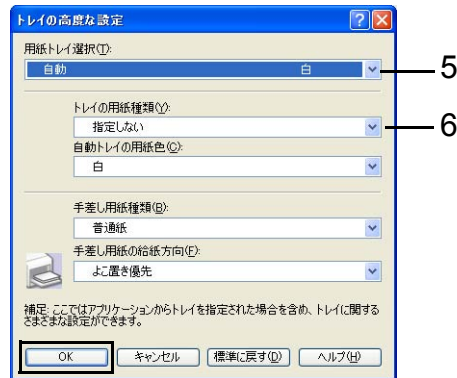 トレイの高度な設定
用紙トレイ選択(T):
自動 白
5
トレイの用紙種類(Y):
指定しない
6
自動トレイの用紙色(C):
白
手差し用紙種類(B):
普通紙
手差し用紙の給紙方向(F):
よこ置き優先
補足: ここではアプリケーションからトレイを指定された場合を含め、トレイに関する
さまざまな設定ができます。
OK キャンセル 標準に戻す(D) ヘルプ(H)